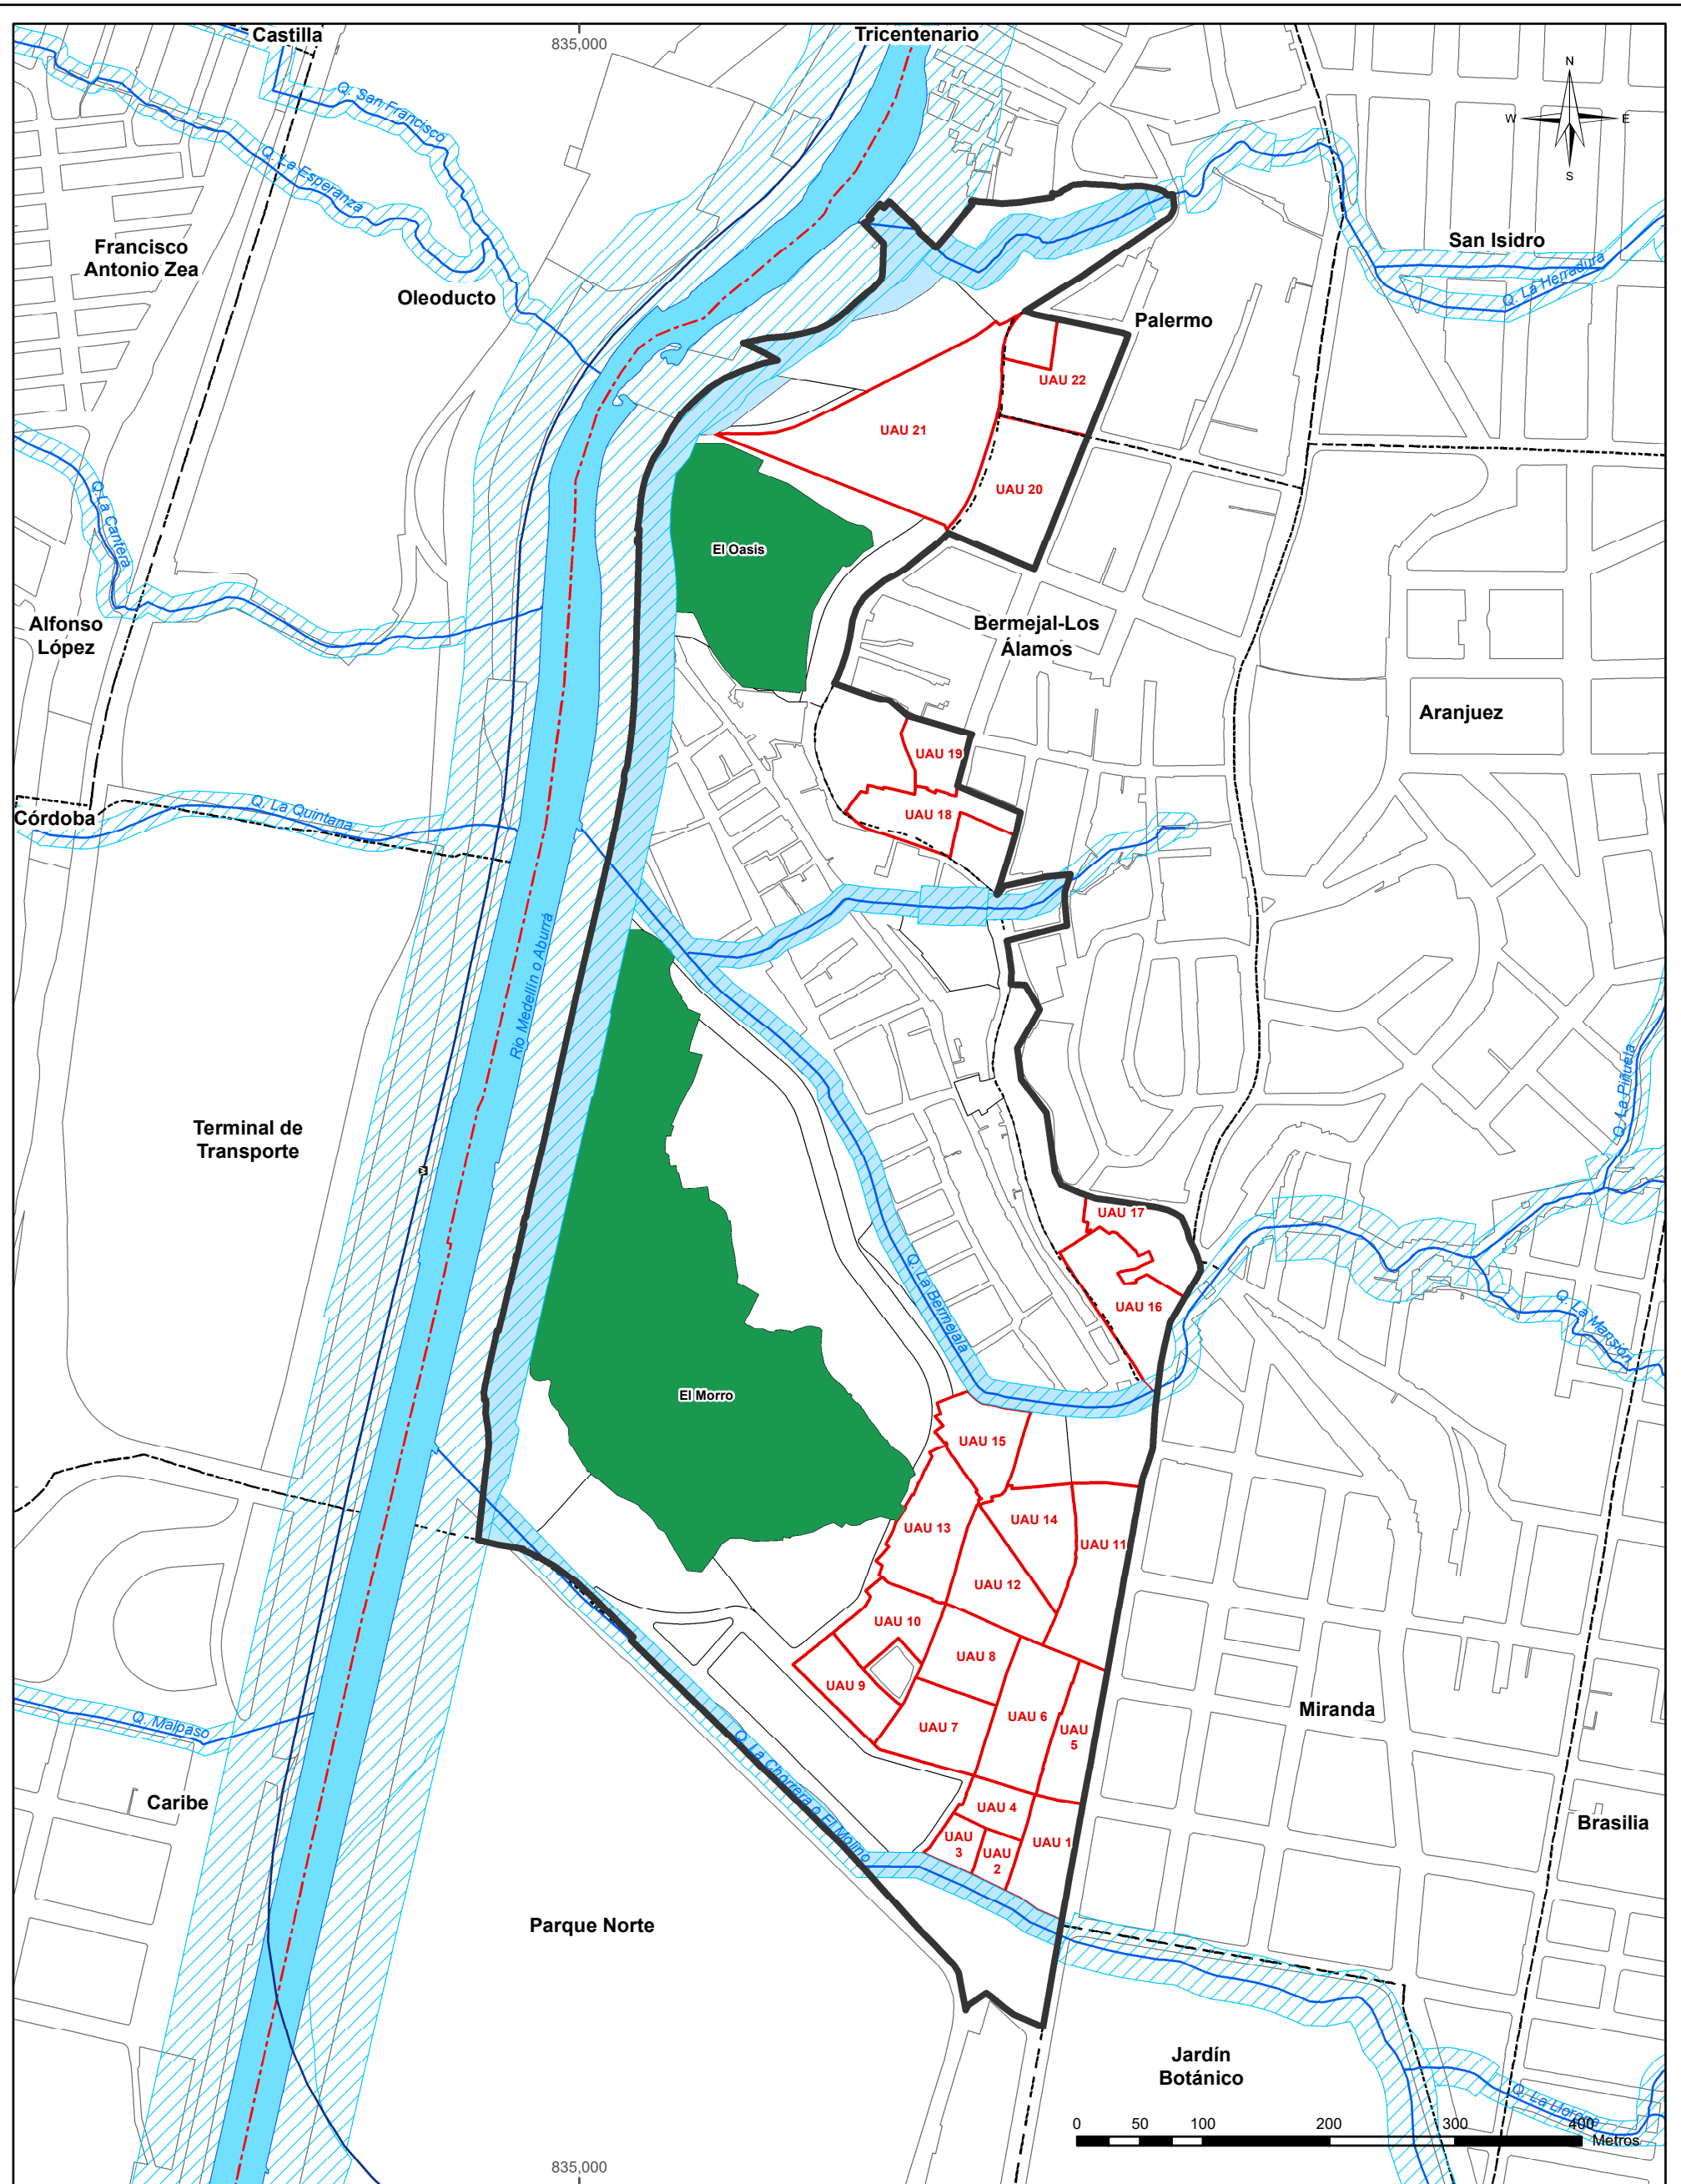 Castilla
835,000
Tricentenario
N
W
E
S
Q. San Francisco
Q. La Esperanza
Francisco
Antonio Zea
Oleoducto
San Isidro
Q. La Herradura
Palermo
UAU 22
UAU 21
UAU 20
Q.La Cantera
El Oasis
Alfonso
López
Bermejal-Los
Álamos
Aranjuez
UAU 19
Q. La Quintana
Córdoba
UAU 18
Rio Medellín o Aburrá
Q. La Piñuela
Terminal de
Transporte
UAU 17
Q. La Bermejala
UAU 16
Q. La Mansión
El Morro
UAU 15
UAU 14
UAU 13
UAU 11
UAU 12
UAU 10
UAU 8
UAU 9
UAU 6
UAU 7
UAU
5
Miranda
Q. Malpaso
Q. La Chorrera o El Molino
Caribe
UAU 4
Brasilia
UAU
3
UAU
2
UAU 1
Parque Norte
Jardín
Botánico
Q. La Llorona
0
50
100
200
300
400
Metros
835,000